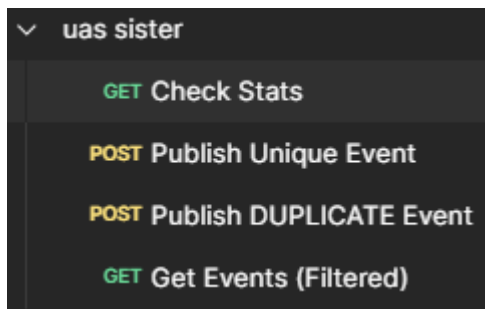 uas sister
GET Check Stats
POST Publish Unique Event
POST Publish DUPLICATE Event
GET Get Events (Filtered)